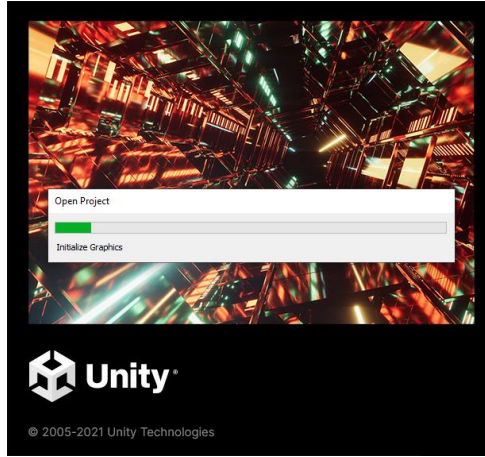 Open Project
Initialize Graphics
Unity®
© 2005-2021 Unity Technologies